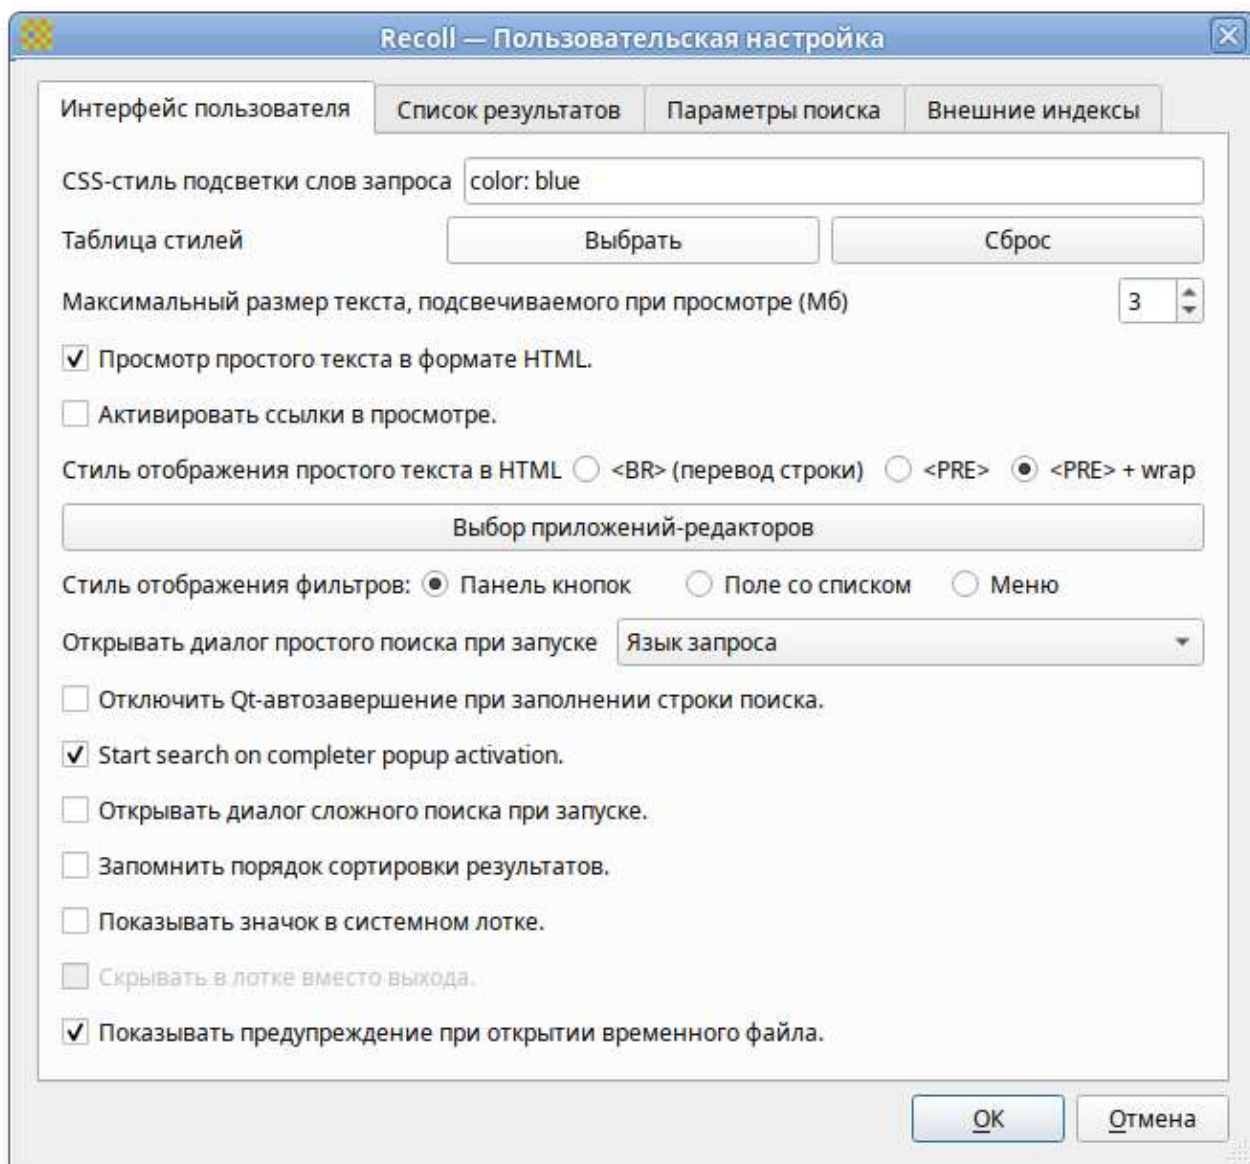 Recoll — Пользовательская настройка
Интерфейс пользователя Список результатов Параметры поиска Внешние индексы
CSS-стиль подсветки слов запроса color: blue
Таблица стилей Выбрать Сброс
Максимальный размер текста, подсвечиваемого при просмотре (Мб) 3
Просмотр простого текста в формате HTML.
Активировать ссылки в просмотре.
Стиль отображения простого текста в HTML <BR> (перевод строки) <PRE> <PRE> + wrap
Выбор приложений-редакторов
Стиль отображения фильтров: Панель кнопок Поле со списком Меню
Открывать диалог простого поиска при запуске Язык запроса
Отключить Qt-автозавершение при заполнении строки поиска.
Start search on completer popup activation.
Открывать диалог сложного поиска при запуске.
Запомнить порядок сортировки результатов.
Показывать значок в системном лотке.
Скрывать в лотке вместо выхода.
Показывать предупреждение при открытии временного файла.
ОК Отмена